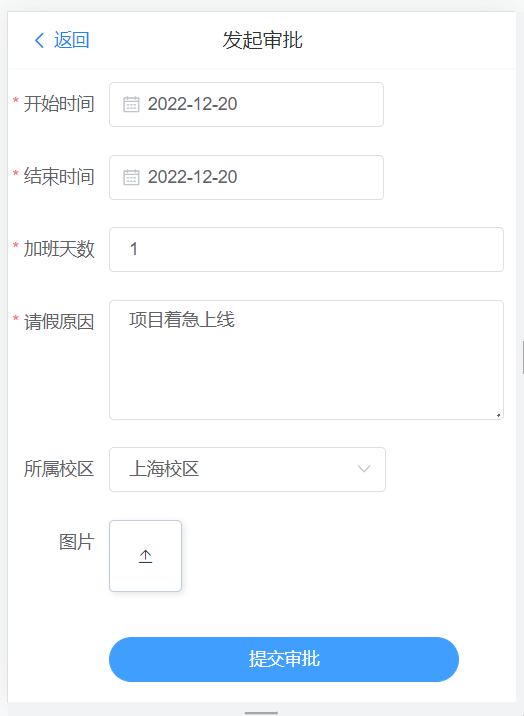 返回 发起审批
* 开始时间 2022-12-20
* 结束时间 2022-12-20
* 加班天数 1
* 请假原因 项目着急上线
所属校区 上海校区
图片
提交审批